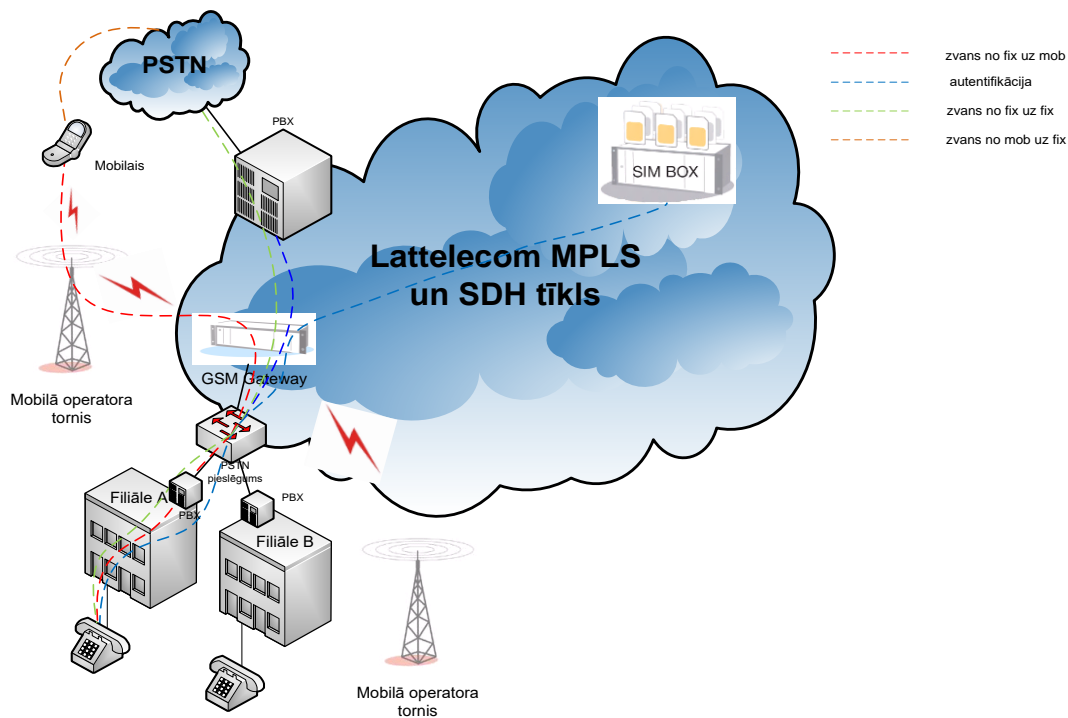 PSTN
PBX
Mobilais
zvans no fix uz mob
autentifikācija
zvans no fix uz fix
zvans no mob uz fix
SIM BOX
Lattelecom MPLS
un SDH tīkls
GSM Gateway
Mobilā operatora
tornis
PSTN
pieslēgums
Filiāle A
PBX
PBX
Filiāle B
Mobilā operatora
tornis